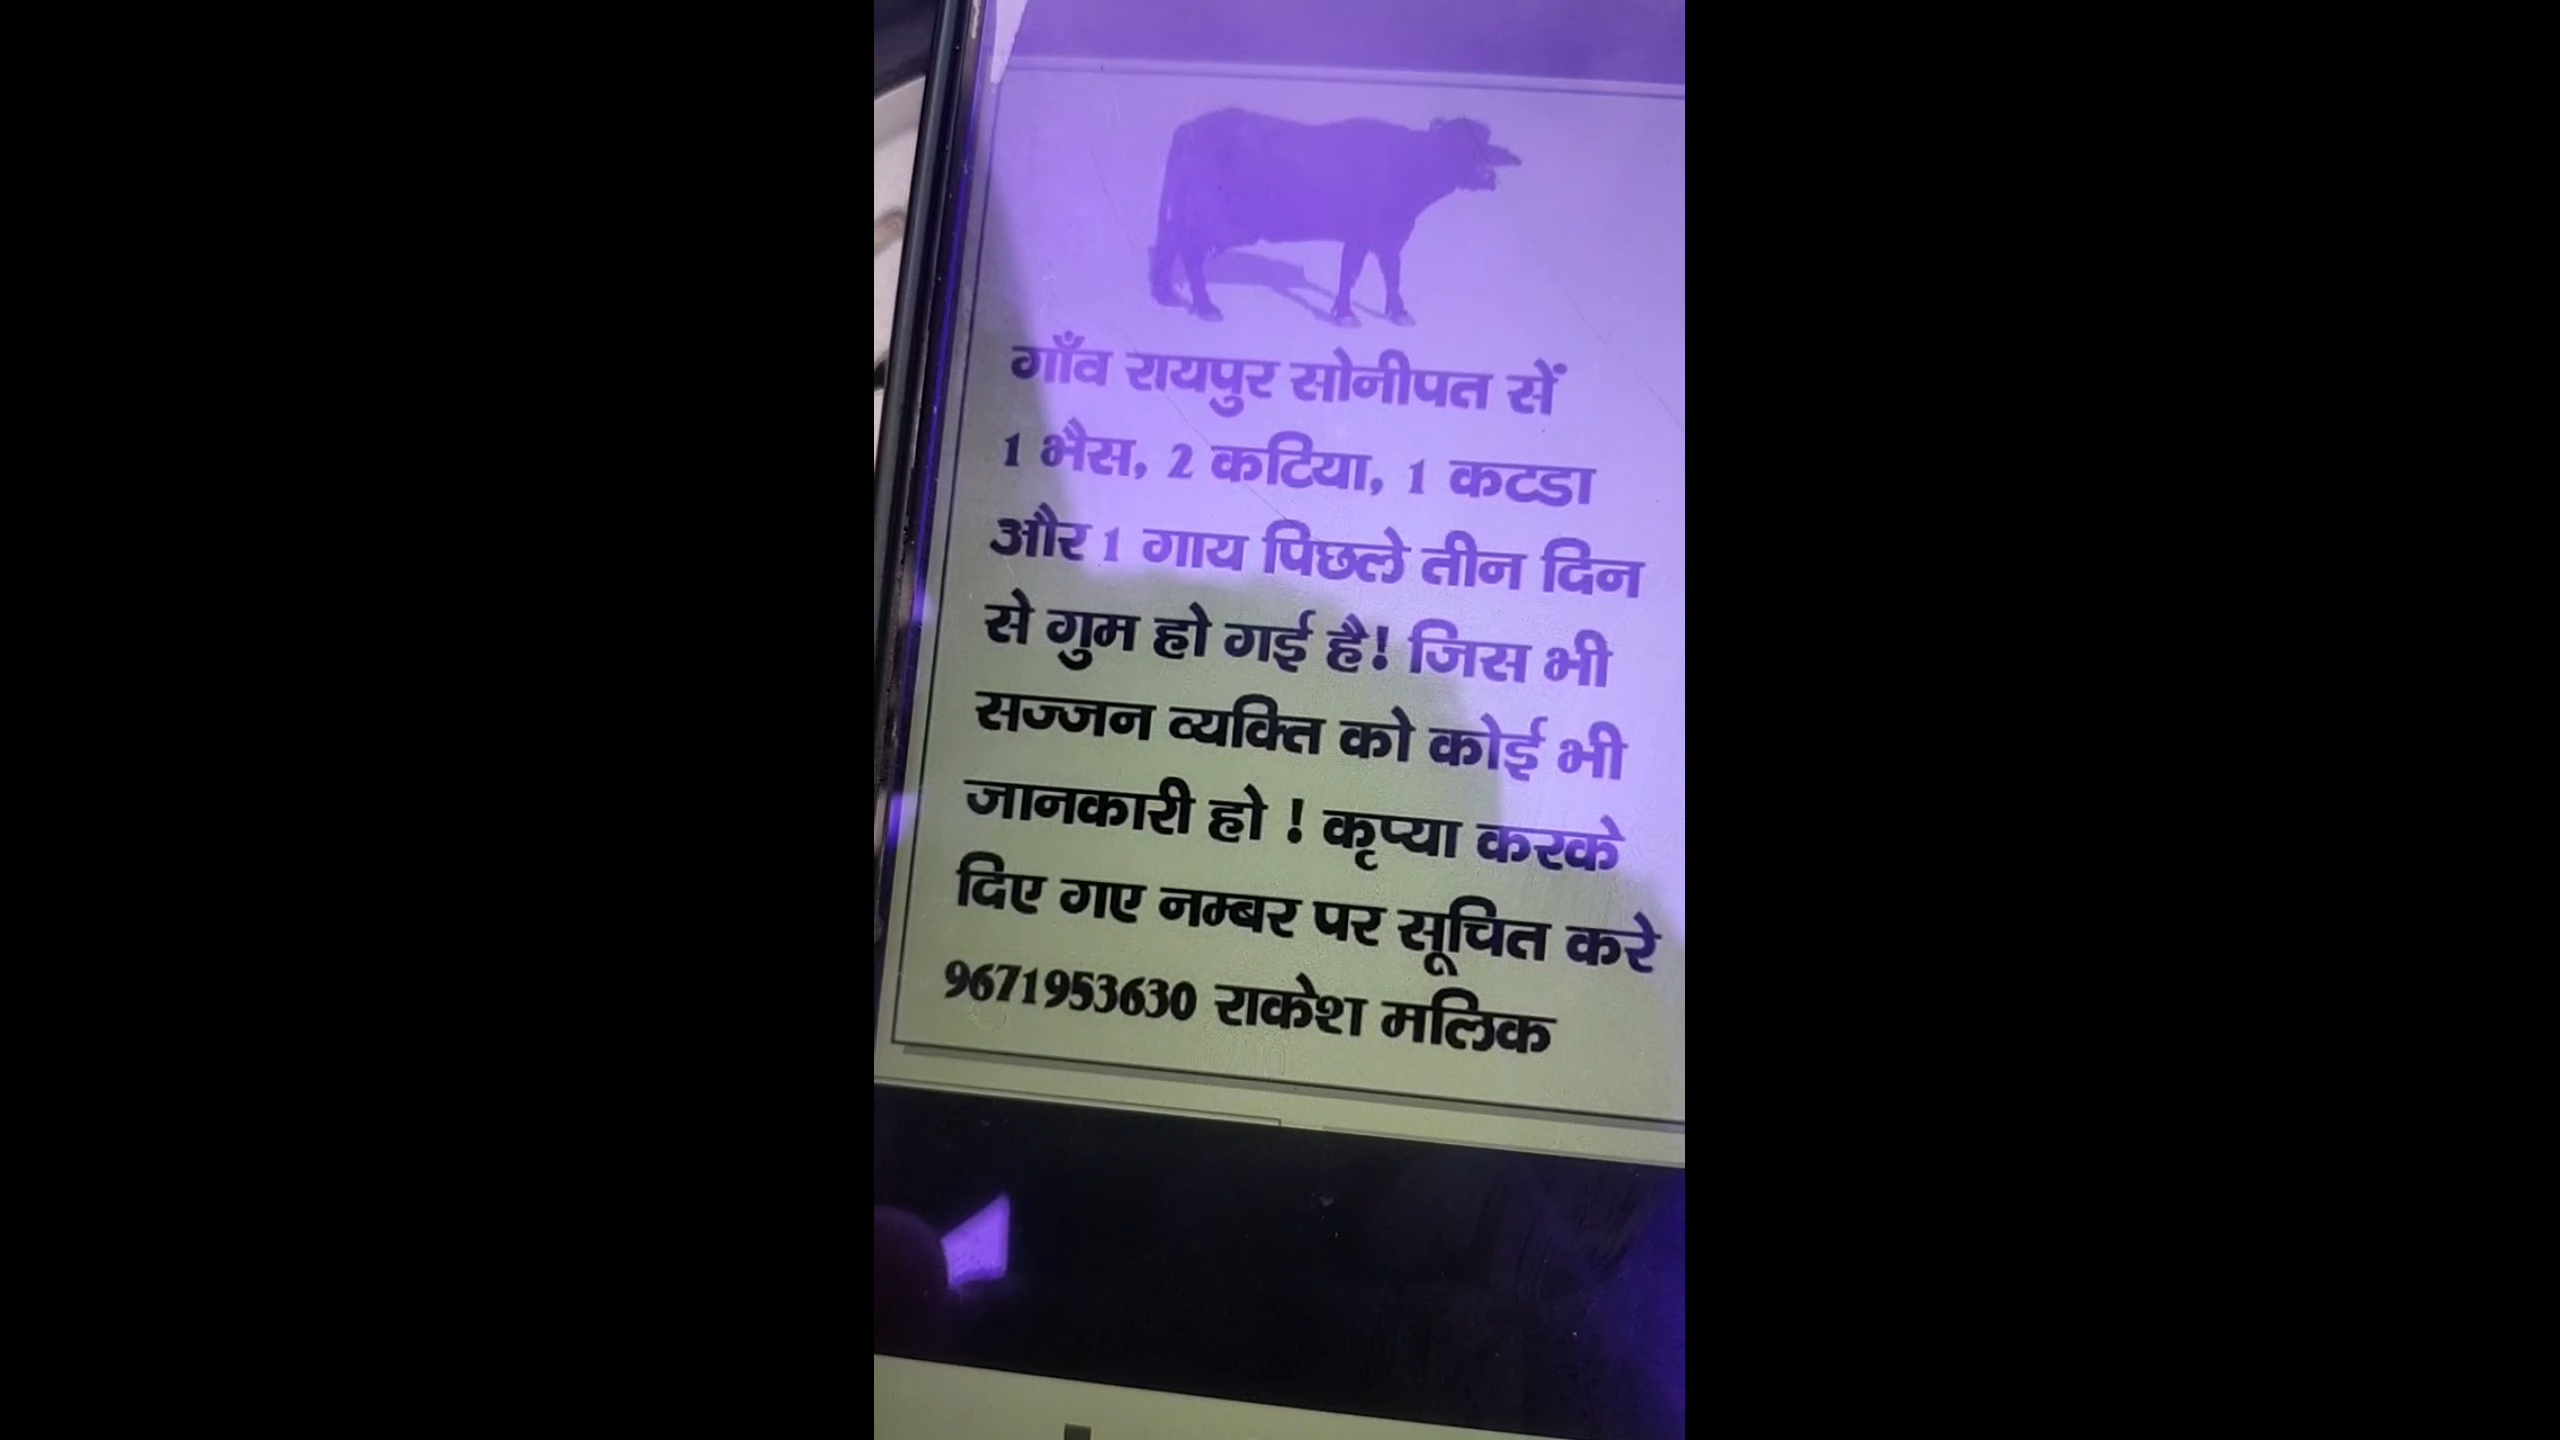 गाँव रायपुर सोनीपत सें
1 भैस, 2 कटिया, 1 कटडा
और 1 गाय पिछले तीन दिन
से गुम हो गई है! जिस भी
सज्जन व्यक्ति को कोई भी
जानकारी हो ! कृप्या करके
दिए गए नम्बर पर सूचित करे
9671953630 राकेश मलिक